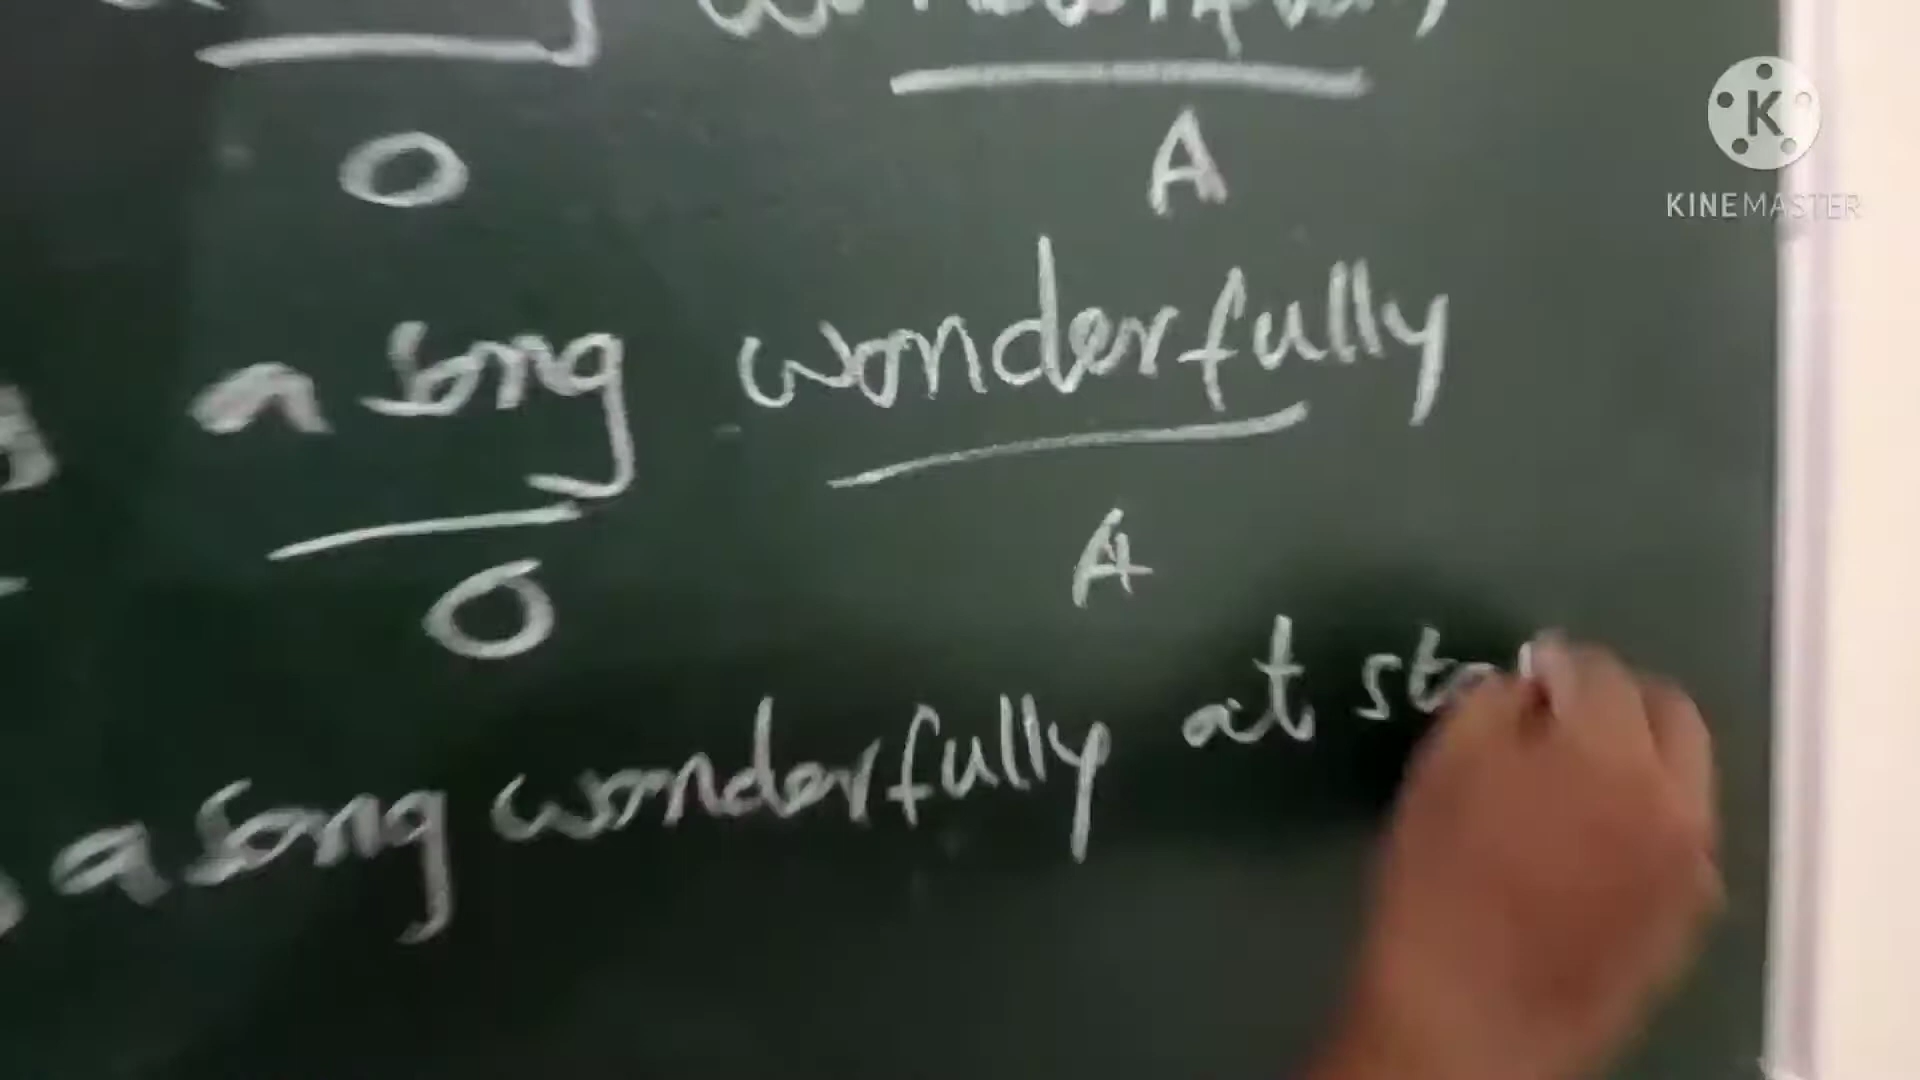 O A
K
KINEMASTER
a song wonderfully
O A
a song wonderfully at